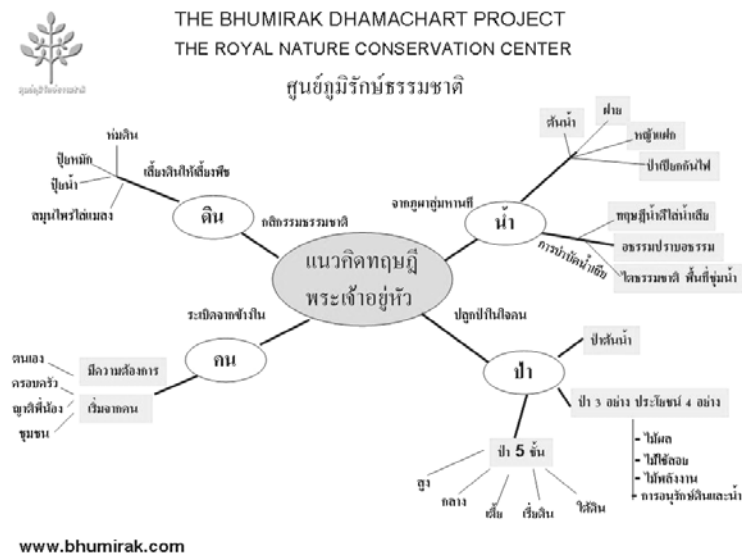 THE BHUMIRAK DHAMACHART PROJECT
THE ROYAL NATURE CONSERVATION CENTER
ศูนย์ภูมิรักษ์ธรรมชาติ
ศูนย์ภูมิรักษ์ธรรมชาติ
ห่มดิน
ปุ๋ยหมัก
ปุ๋ยน้ำ
สมุนไพรไล่แมลง
เลี้ยงดินให้เลี้ยงพืช
ดิน
กสิกรรมธรรมชาติ
ต้นน้ำ
ฝาย
หญ้าแฝก
ป่าเปียกกันไฟ
จากภูผาสู่มหานที
น้ำ
การบำบัดน้ำเสีย
ทฤษฎีน้ำดีไล่น้ำเสีย
อธรรมปราบอธรรม
ไตธรรมชาติ พื้นที่ชุ่มน้ำ
แนวคิดทฤษฎี
พระเจ้าอยู่หัว
ระเบิดจากข้างใน
คน
มีความต้องการ
เริ่มจากตน
ตนเอง
ครอบครัว
ญาติพี่น้อง
ชุมชน
ปลูกป่าในใจคน
ป่า
ป่าต้นน้ำ
ป่า 3 อย่าง ประโยชน์ 4 อย่าง
- ไม้ผล
- ไม้ใช้สอย
- ไม้พลังงาน
- การอนุรักษ์ดินและน้ำ
ป่า 5 ชั้น
สูง
กลาง
เตี้ย
เรี่ยดิน
ใต้ดิน
www.bhumirak.com